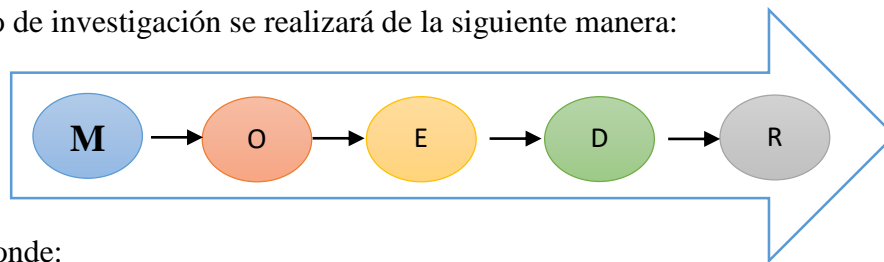 o de investigación se realizará de la siguiente manera:
M O E D R
onde: